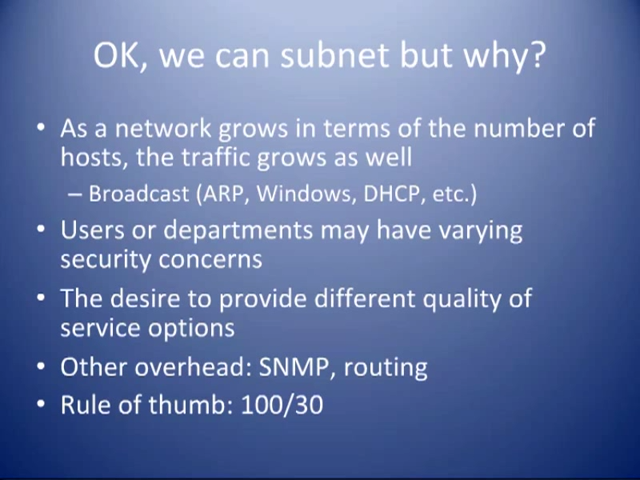 OK, we can subnet but why?
• As a network grows in terms of the number of
hosts, the traffic grows as well
– Broadcast (ARP, Windows, DHCP, etc.)
• Users or departments may have varying
security concerns
• The desire to provide different quality of
service options
• Other overhead: SNMP, routing
• Rule of thumb: 100/30